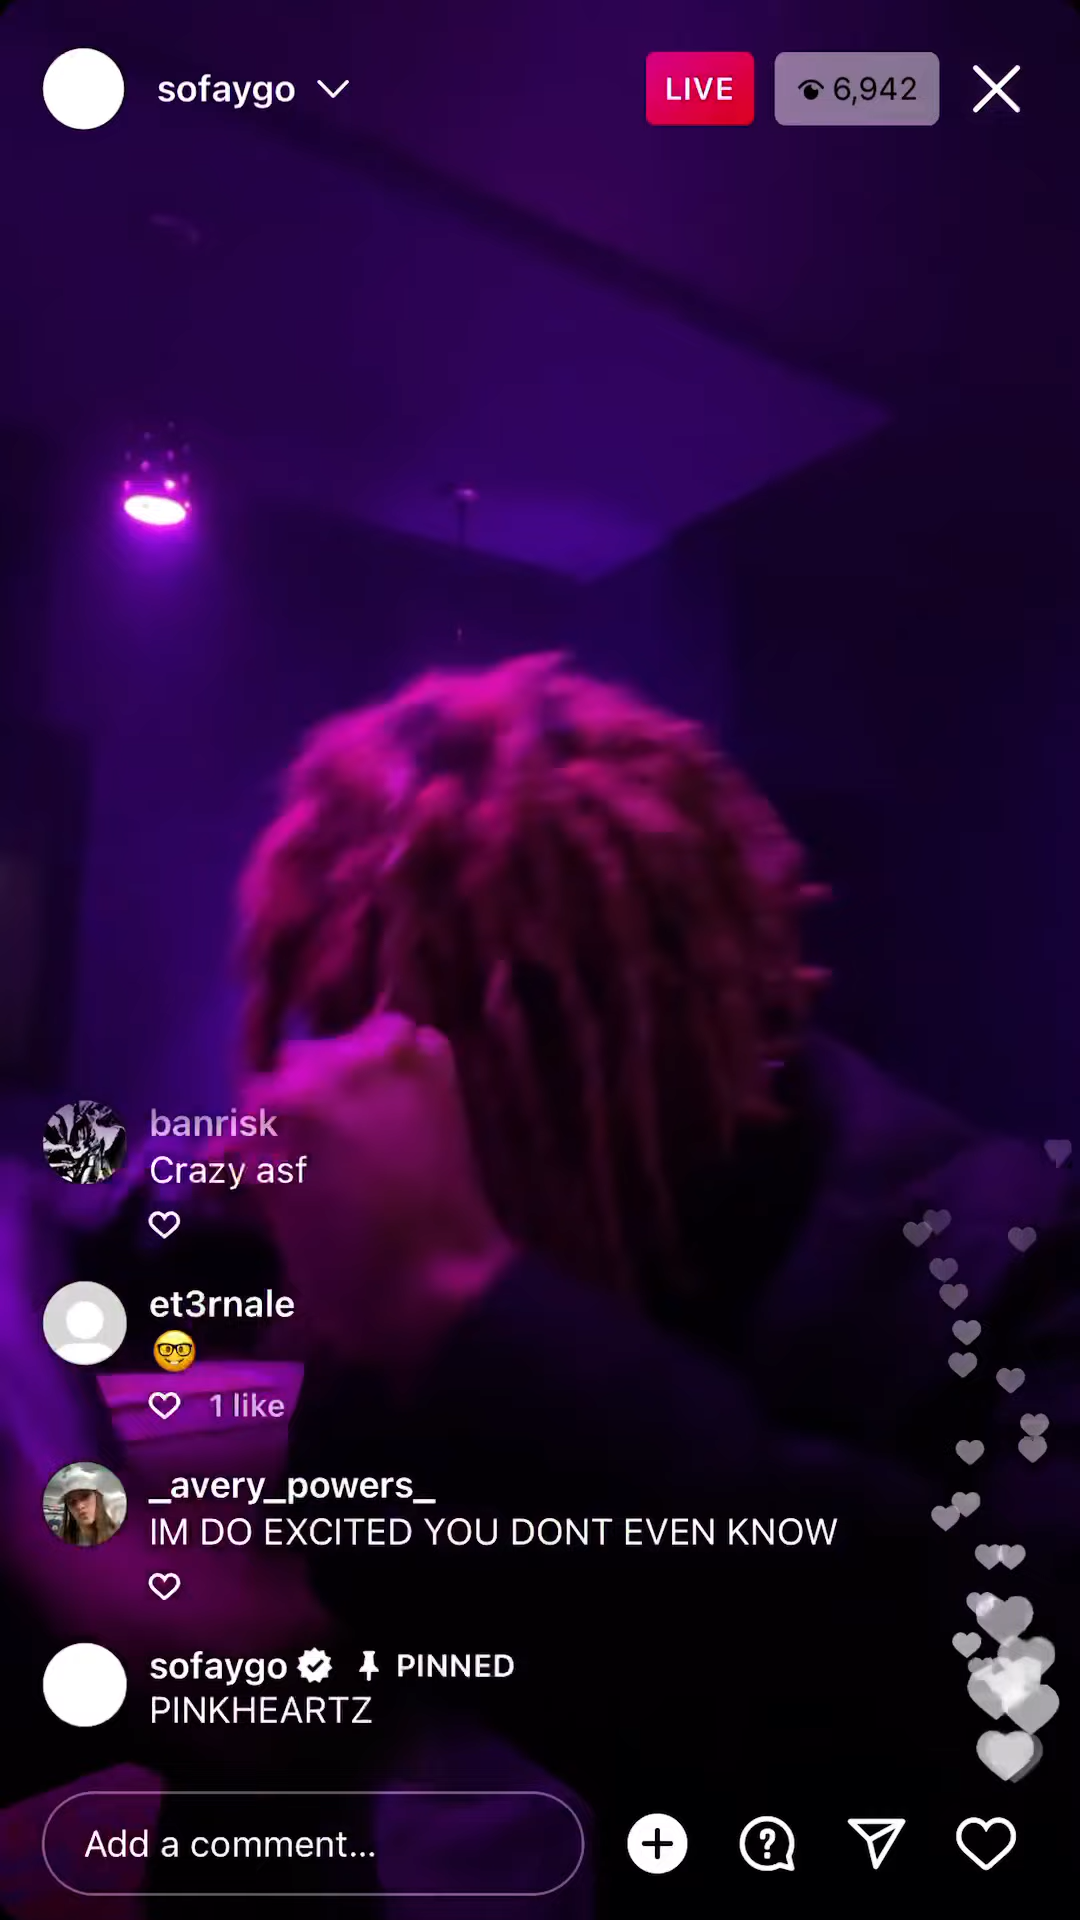 sofaygo
LIVE
6,942
banrisk
Crazy asf
et3rnale
🤓
1 like
_avery_powers_
IM DO EXCITED YOU DONT EVEN KNOW
sofaygo PINNED
PINKHEARTZ
Add a comment...